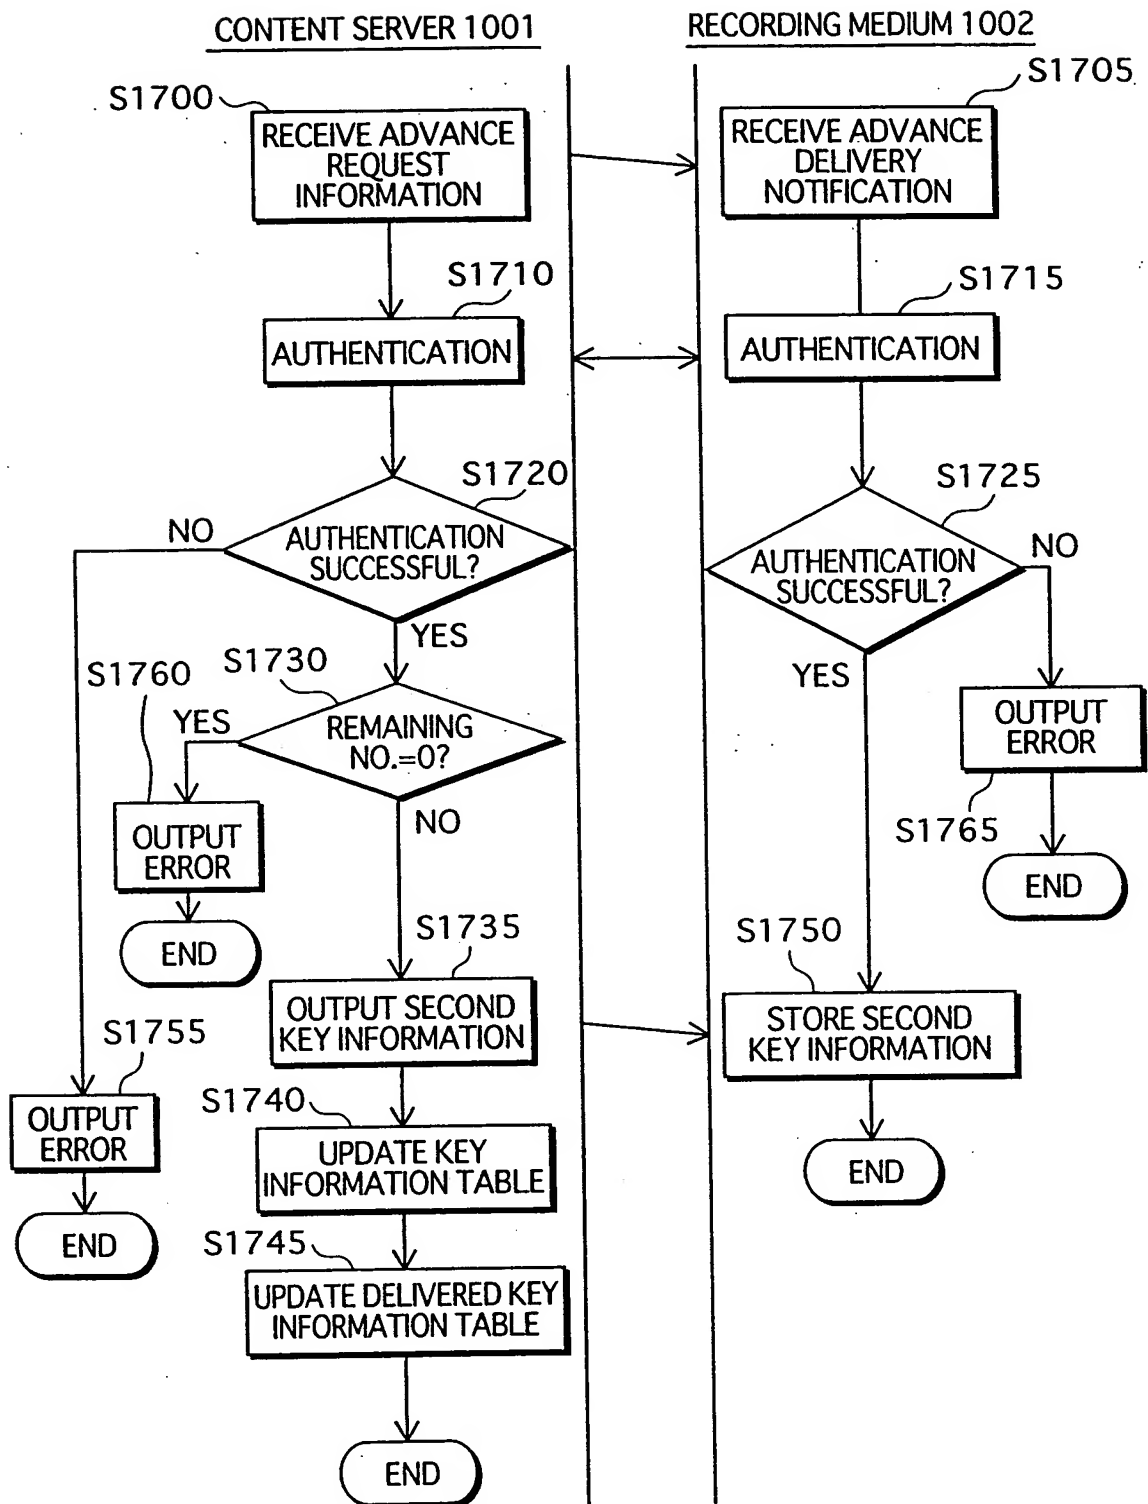 CONTENT SERVER 1001
RECORDING MEDIUM 1002
S1700
RECEIVE ADVANCE
REQUEST
INFORMATION
S1705
RECEIVE ADVANCE
DELIVERY
NOTIFICATION
S1710
AUTHENTICATION
S1715
AUTHENTICATION
S1720
NO
AUTHENTICATION
SUCCESSFUL?
YES
S1725
AUTHENTICATION
SUCCESSFUL?
NO
YES
S1730
REMAINING
NO.=0?
YES
NO
S1760
OUTPUT
ERROR
END
OUTPUT
ERROR
S1765
END
S1735
OUTPUT SECOND
KEY INFORMATION
S1750
STORE SECOND
KEY INFORMATION
END
S1755
OUTPUT
ERROR
END
S1740
UPDATE KEY
INFORMATION TABLE
S1745
UPDATE DELIVERED KEY
INFORMATION TABLE
END